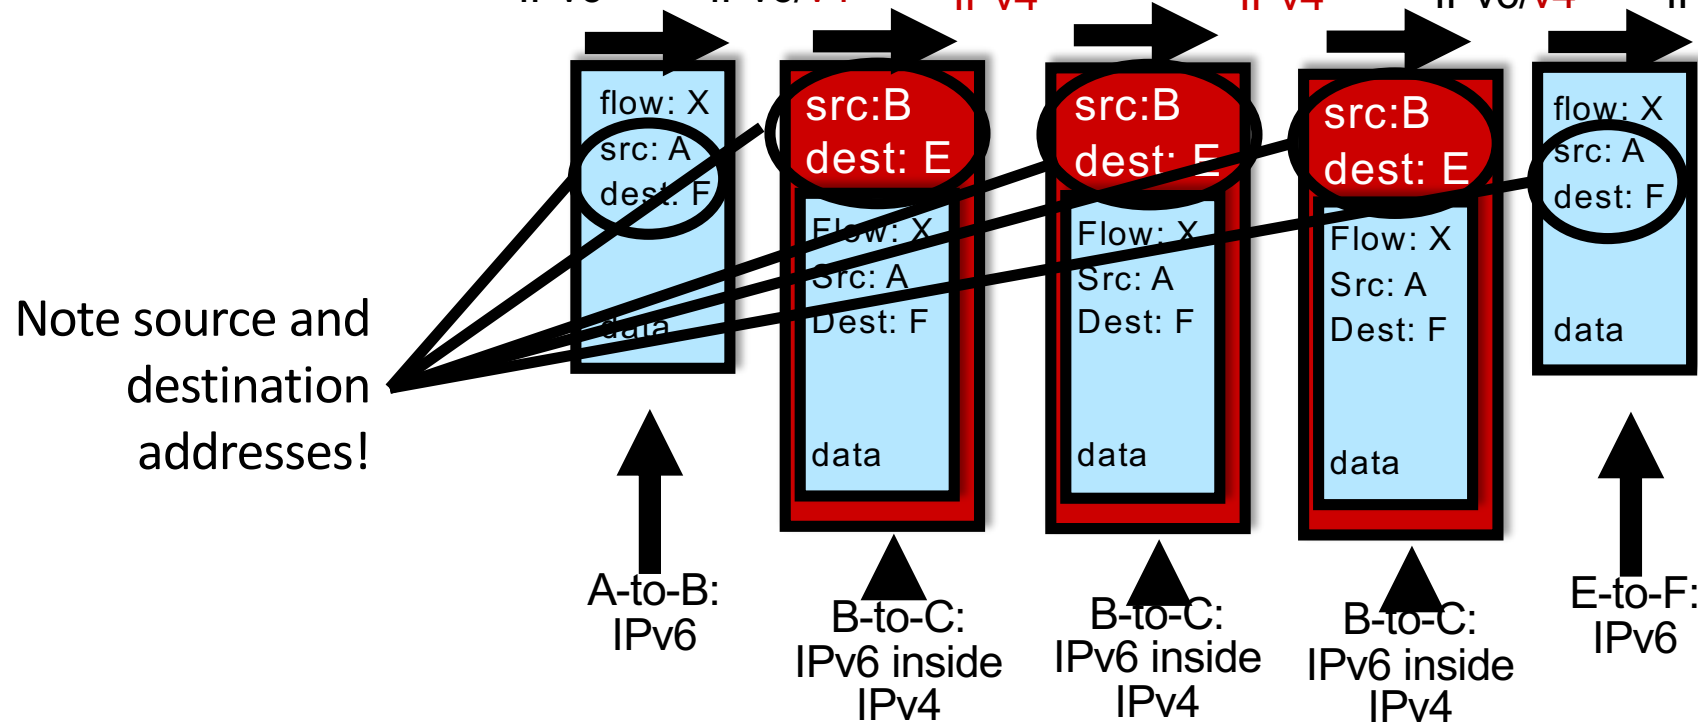 flow: X
src: A
dest: F
data
src:B
dest: E
Flow: X
Src: A
Dest: F
data
src:B
dest: E
Flow: X
Src: A
Dest: F
data
src:B
dest: E
Flow: X
Src: A
Dest: F
data
flow: X
src: A
dest: F
data
Note source and
destination
addresses!
A-to-B:
IPv6
B-to-C:
IPv6 inside
IPv4
B-to-C:
IPv6 inside
IPv4
B-to-C:
IPv6 inside
IPv4
E-to-F:
IPv6